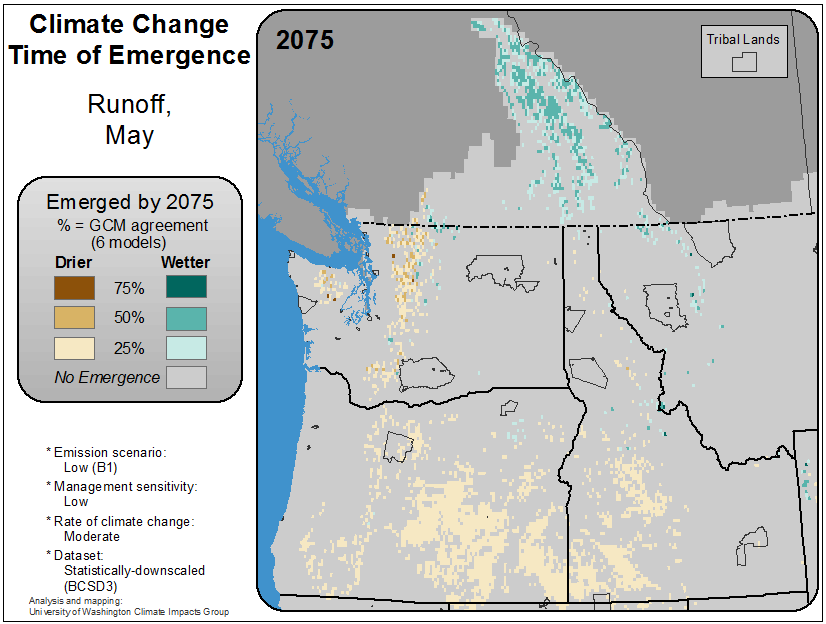 Climate Change
Time of Emergence
Runoff,
May
Emerged by 2075
% = GCM agreement
(6 models)
Drier Wetter
75%
50%
25%
No Emergence
* Emission scenario:
Low (B1)
* Management sensitivity:
Low
* Rate of climate change:
Moderate
* Dataset:
Statistically-downscaled
(BCSD3)
Analysis and mapping:
University of Washington Climate Impacts Group
2075
Tribal Lands